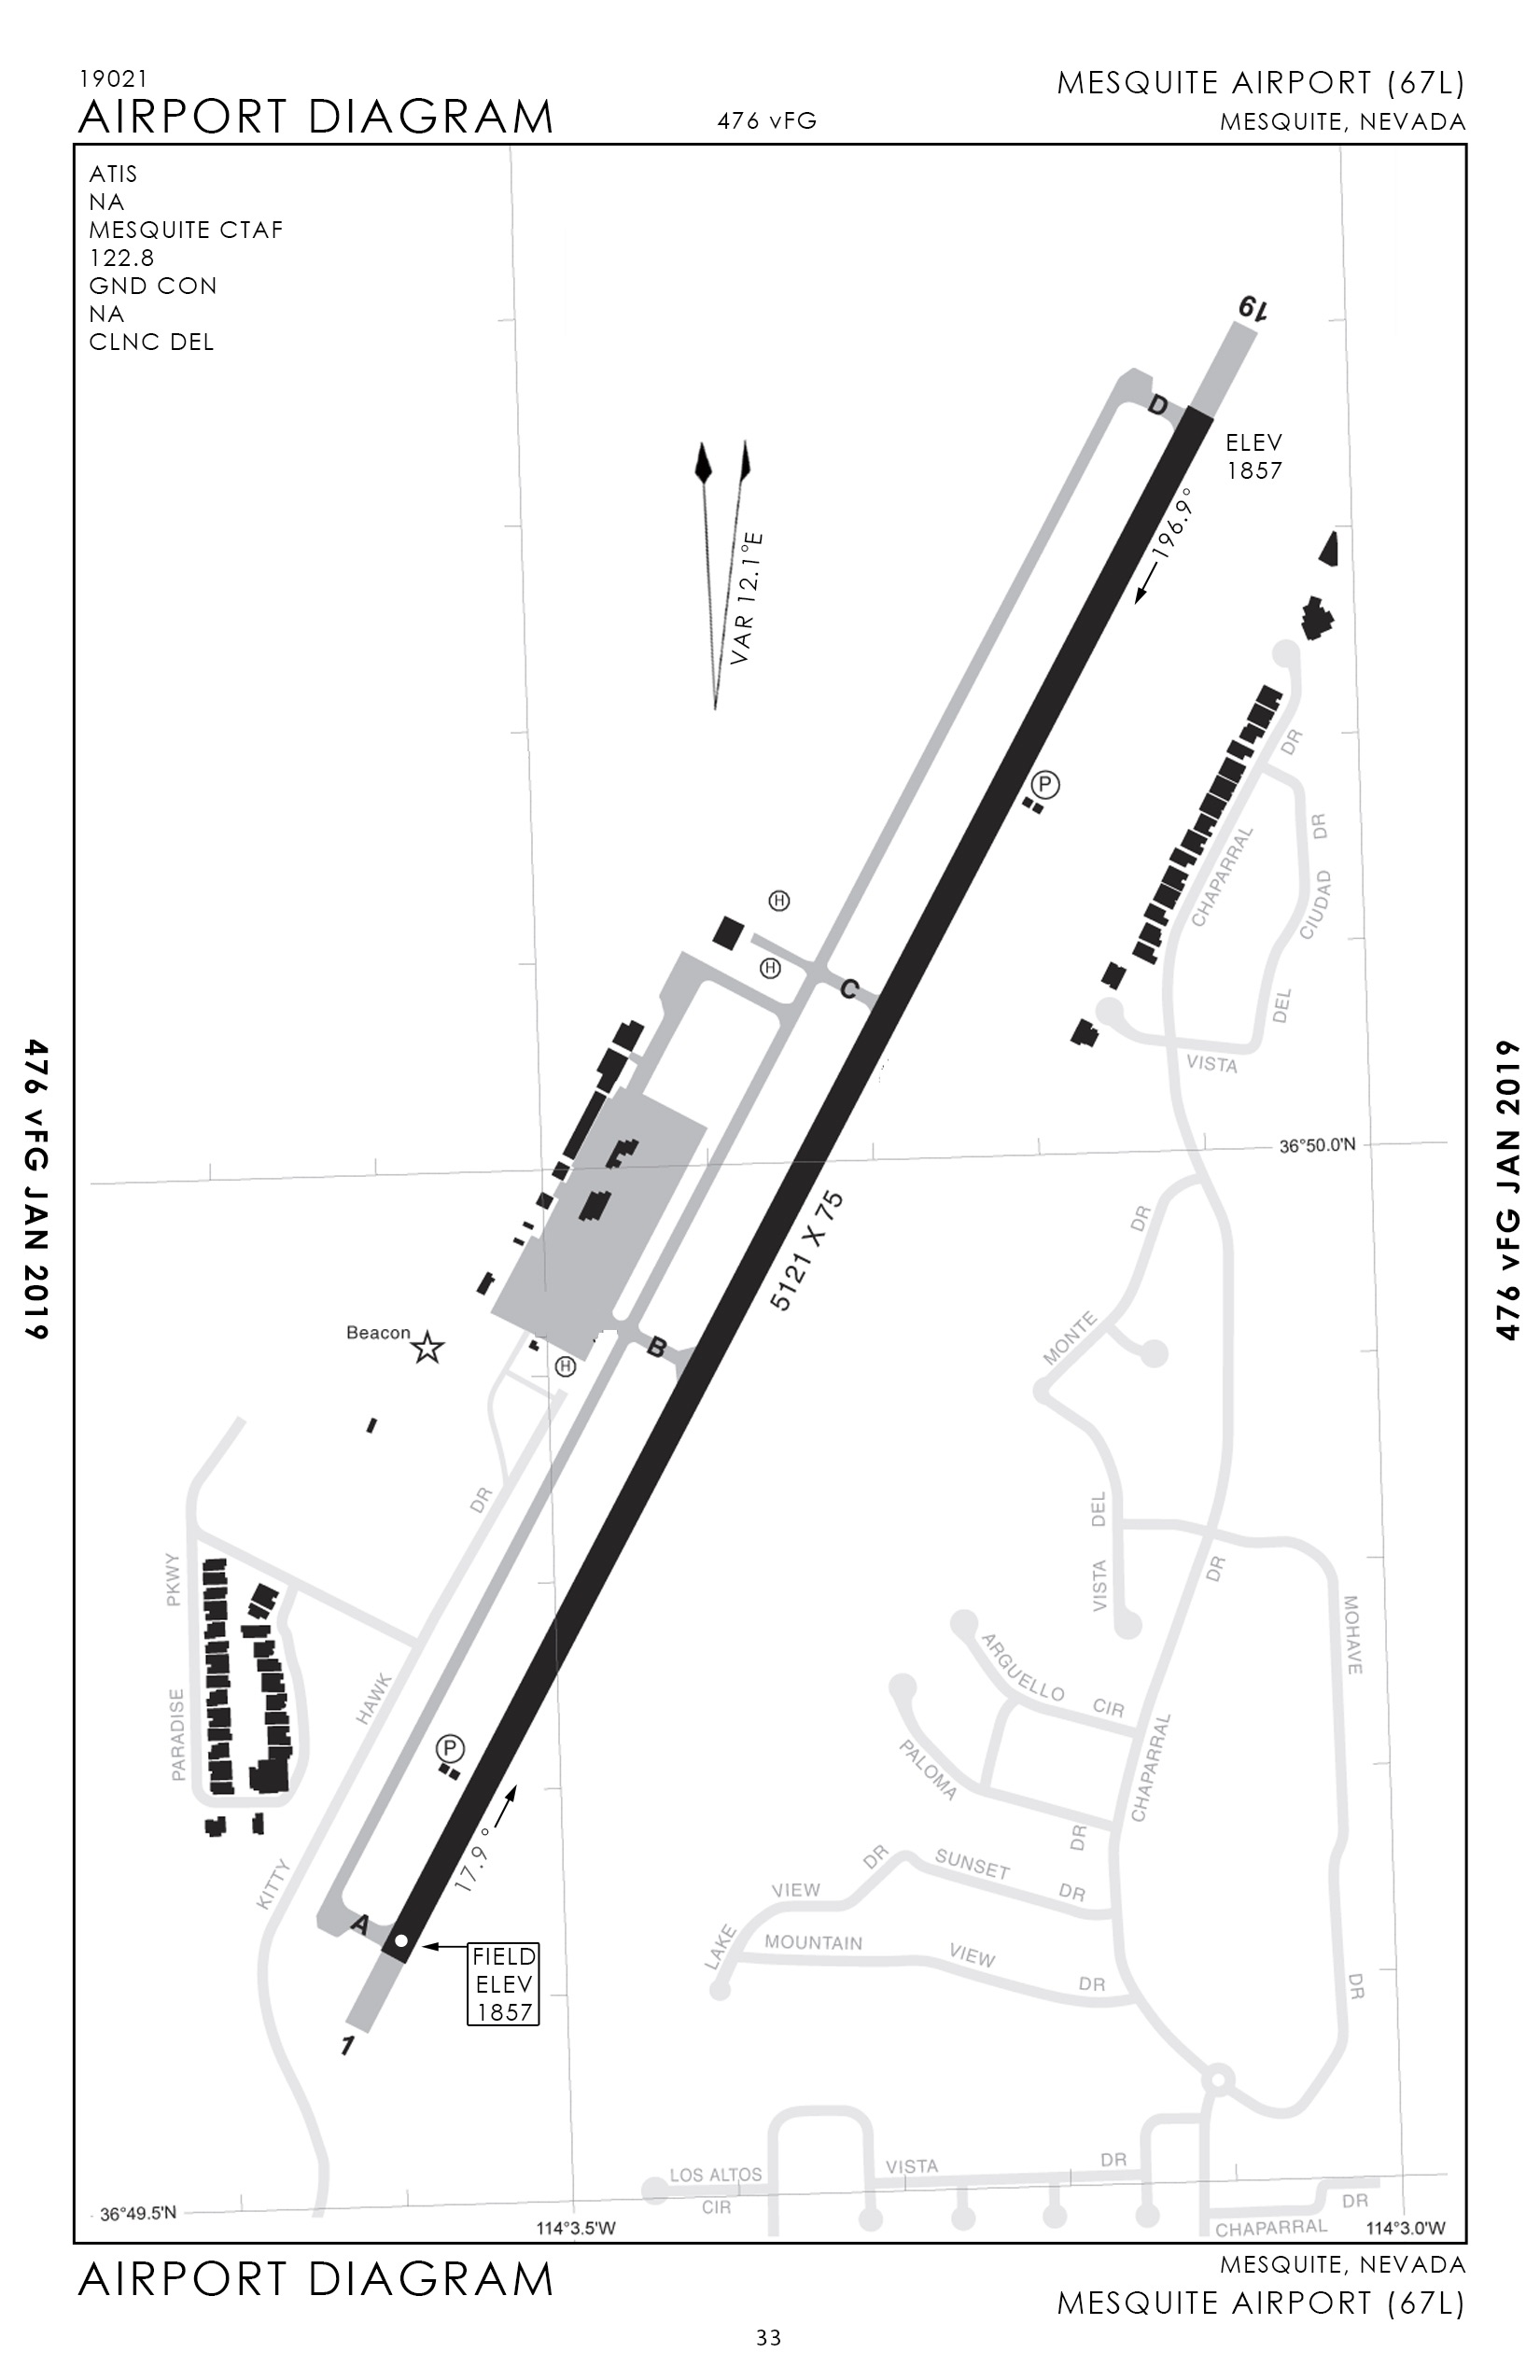 19021
AIRPORT DIAGRAM
476 vFG
MESQUITE AIRPORT (67L)
MESQUITE, NEVADA
ATIS
NA
MESQUITE CTAF
122.8
GND CON
NA
CLNC DEL
19
D
ELEV
1857
196.9°
VAR 12.1°E
P
DR
CHAPARRAL
DR
CIUDAD
DEL
VISTA
H
H
C
476 vFG JAN 2019
476 vFG JAN 2019
36°50.0'N
5121 X 75
DR
MONTE
DEL
VISTA
Beacon
B
H
DR
HAWK
KITTY
PKWY
PARADISE
DR
MOHAVE
DR
ARGUELLO
CIR
PALOMA
DR
CHAPARRAL
P
17.9°
A
DR
SUNSET
DR
VIEW
LAKE
MOUNTAIN
VIEW
DR
FIELD
ELEV
1857
1
LOS ALTOS
CIR
VISTA
DR
DR
CHAPARRAL
36°49.5'N
114°3.5'W
114°3.0'W
AIRPORT DIAGRAM
MESQUITE, NEVADA
MESQUITE AIRPORT (67L)
33